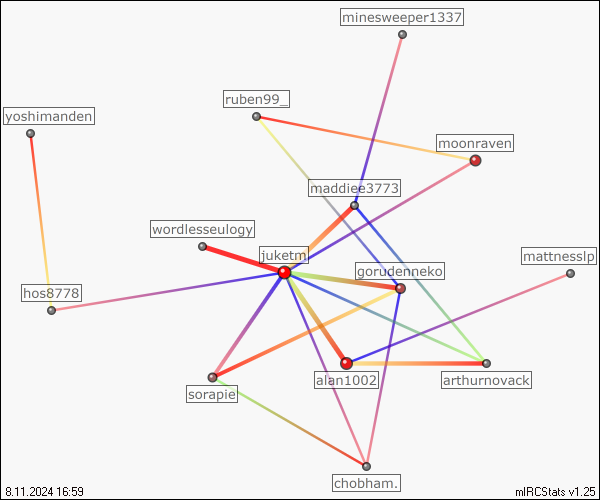 minesweeper1337
ruben99_
yoshimanden
moonraven
maddiee3773
wordlesseulogy
juketm
mattnesslp
gorudenneko
hos8778
alan1002
arthurnovack
sorapie
chobham.
8.11.2024 16:59
mIRCStats v1.25